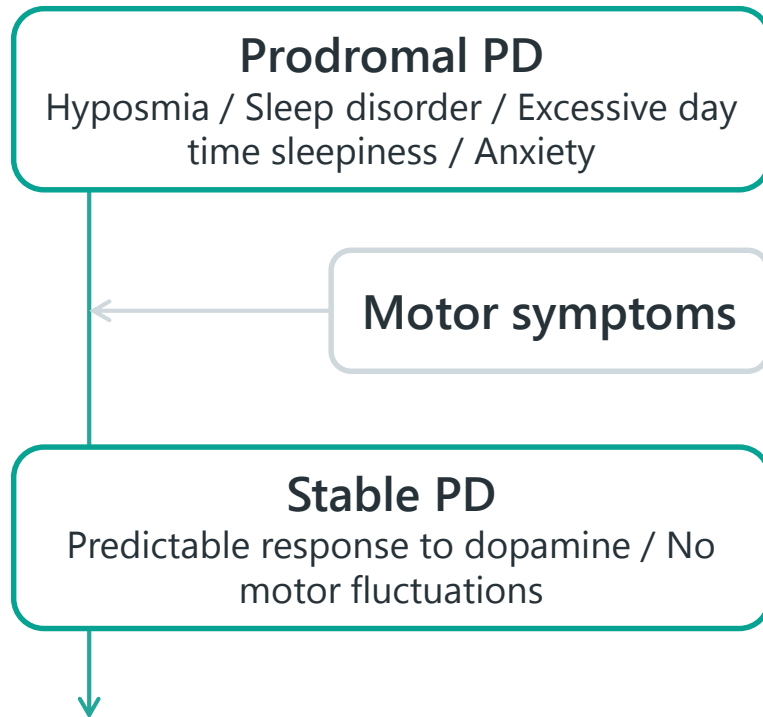 Prodromal PD
Hyposmia / Sleep disorder / Excessive day
time sleepiness / Anxiety
Motor symptoms
Stable PD
Predictable response to dopamine / No
motor fluctuations